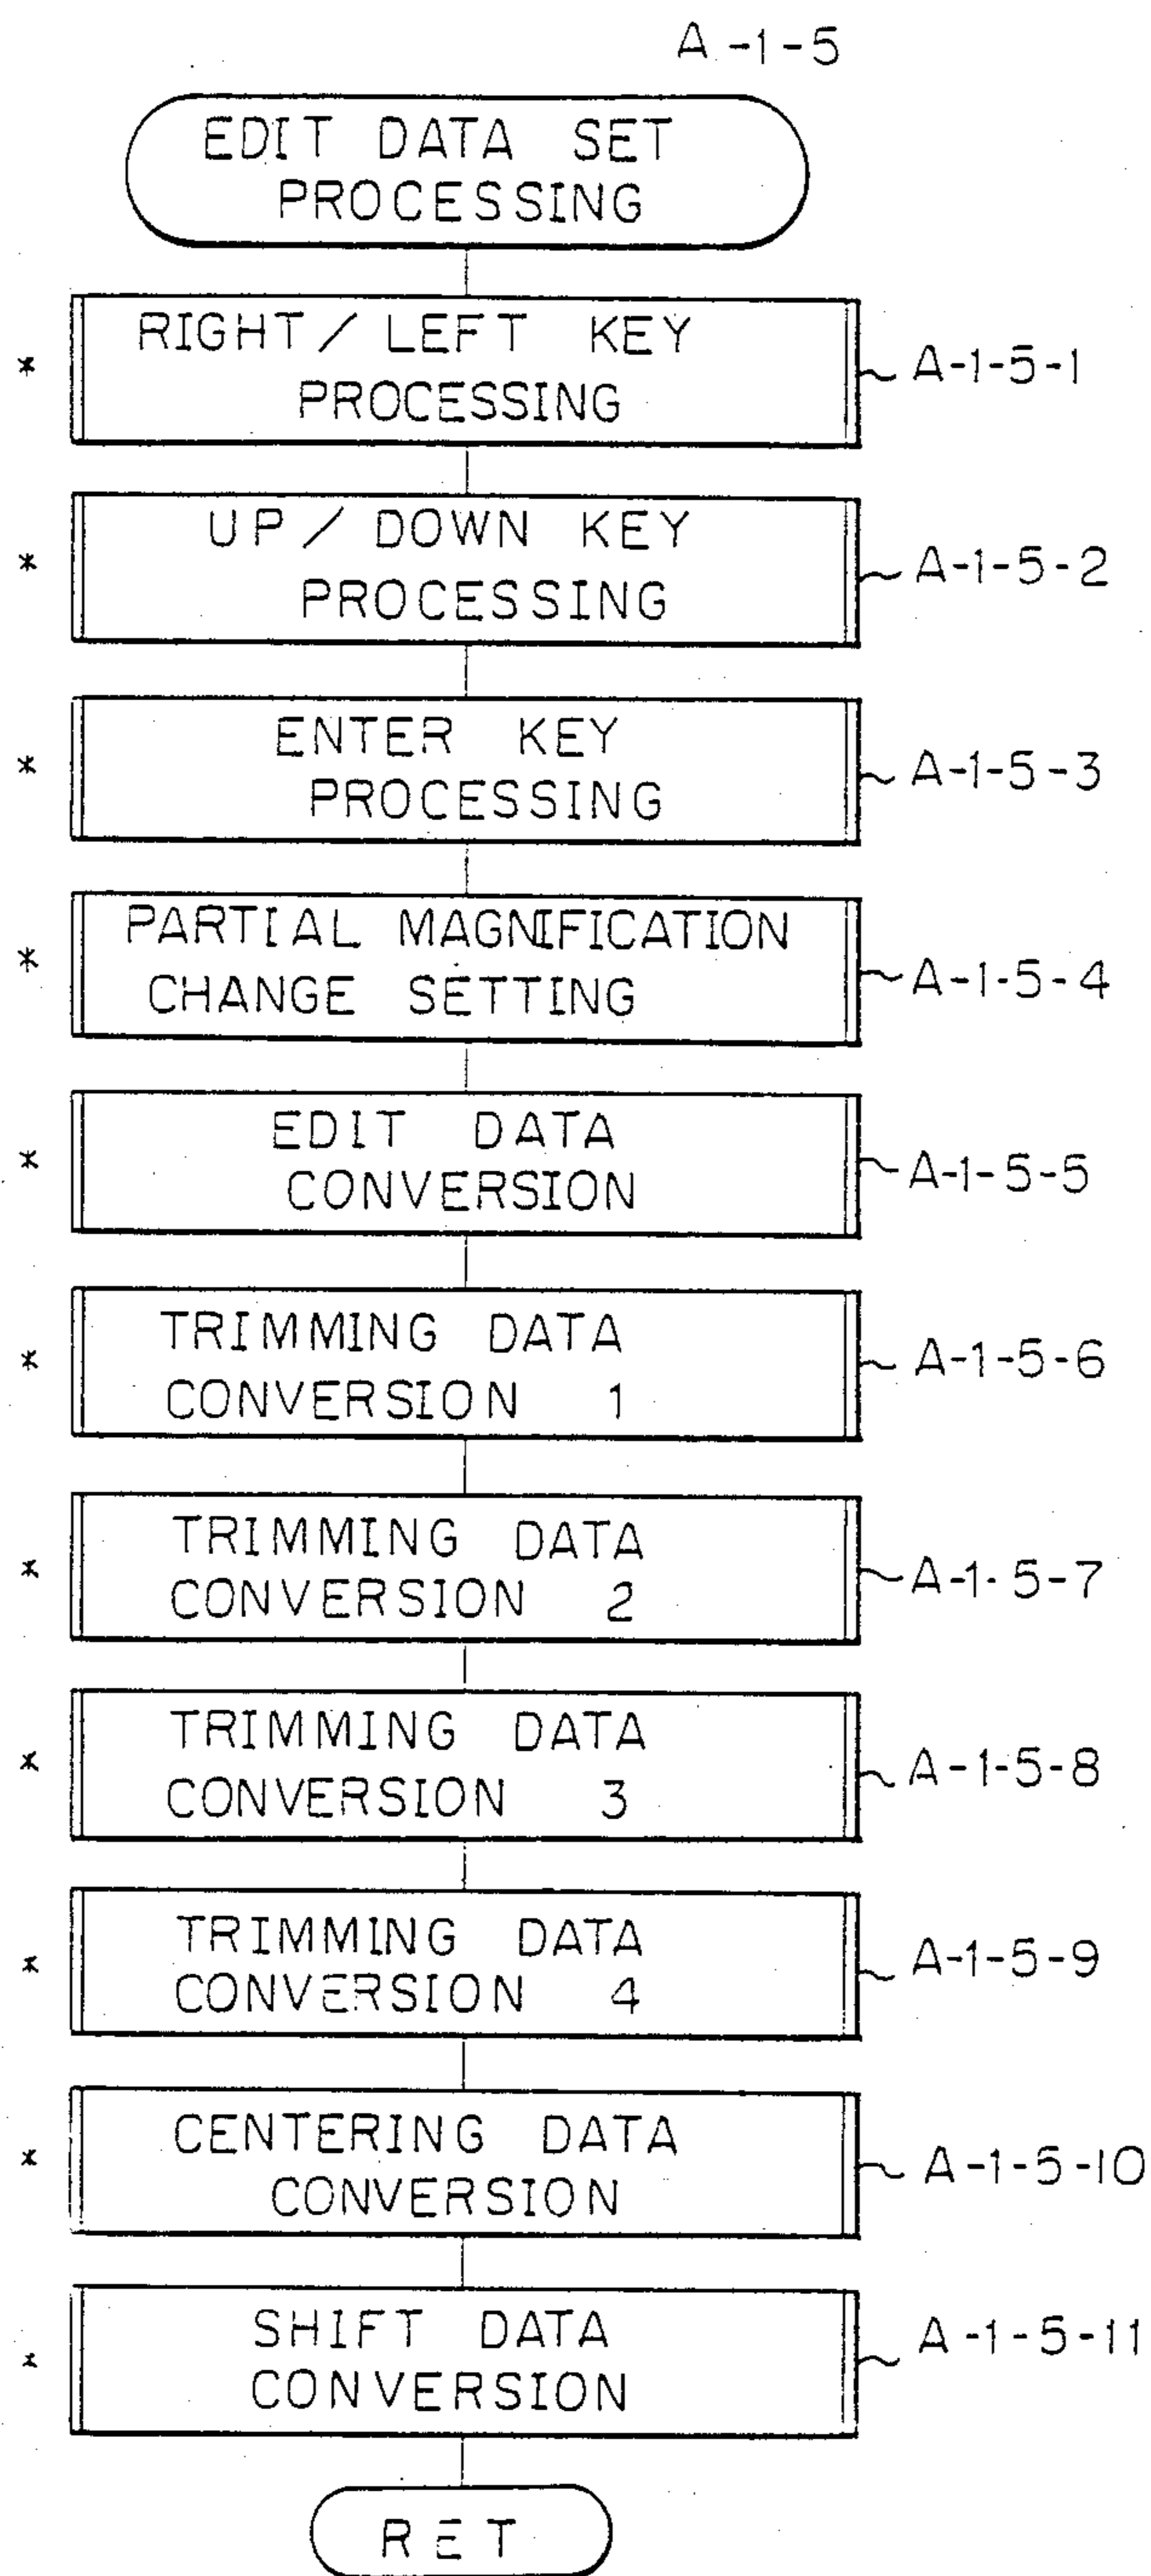 A-1-5
EDIT DATA SET
PROCESSING
RIGHT / LEFT KEY
PROCESSING
* A-1-5-1
UP / DOWN KEY
PROCESSING
* A-1-5-2
ENTER KEY
PROCESSING
* A-1-5-3
PARTIAL MAGNIFICATION
CHANGE SETTING
* A-1-5-4
EDIT DATA
CONVERSION
* A-1-5-5
TRIMMING DATA
CONVERSION 1
* A-1-5-6
TRIMMING DATA
CONVERSION 2
* A-1-5-7
TRIMMING DATA
CONVERSION 3
* A-1-5-8
TRIMMING DATA
CONVERSION 4
* A-1-5-9
CENTERING DATA
CONVERSION
* A-1-5-10
SHIFT DATA
CONVERSION
* A-1-5-11
RET